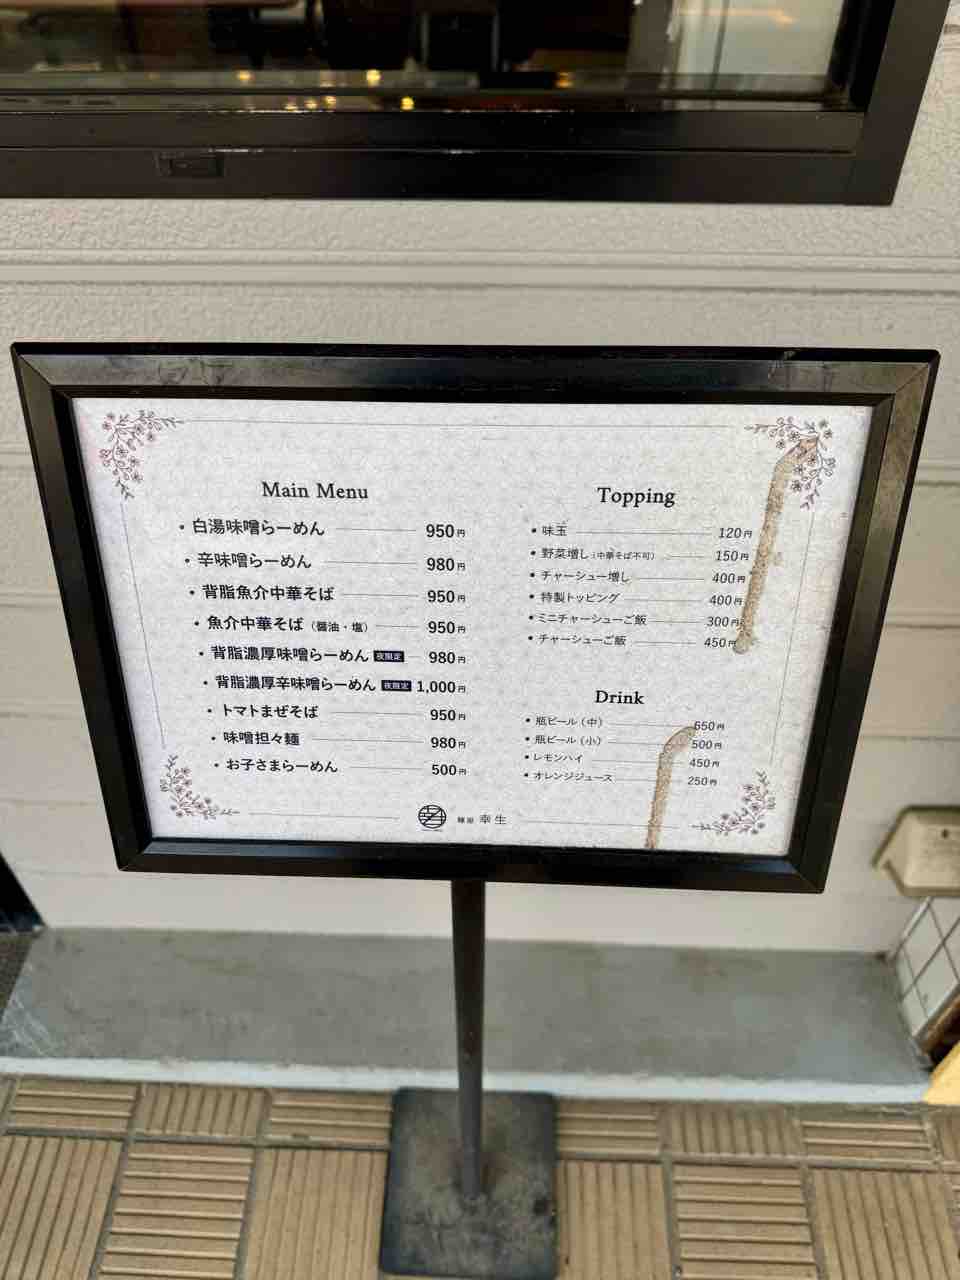 Main Menu
• 白湯味噌らーめん 950円
• 辛味噌らーめん 980円
• 背脂魚介中華そば 950円
• 魚介中華そば（醤油・塩） 950円
• 背脂濃厚味噌らーめん 夜限定 980円
• 背脂濃厚辛味噌らーめん 夜限定 1,000円
• トマトまぜそば 950円
• 味噌担々麺 980円
• お子さまらーめん 500円
Topping
• 味玉 120円
• 野菜増し（中華そば不可） 150円
• チャーシュー増し 400円
• 特製トッピング 400円
• ミニチャーシューご飯 300円
• チャーシューご飯 450円
Drink
• 瓶ビール（中） 650円
• 瓶ビール（小） 500円
• レモンハイ 450円
• オレンジジュース 250円
幸生